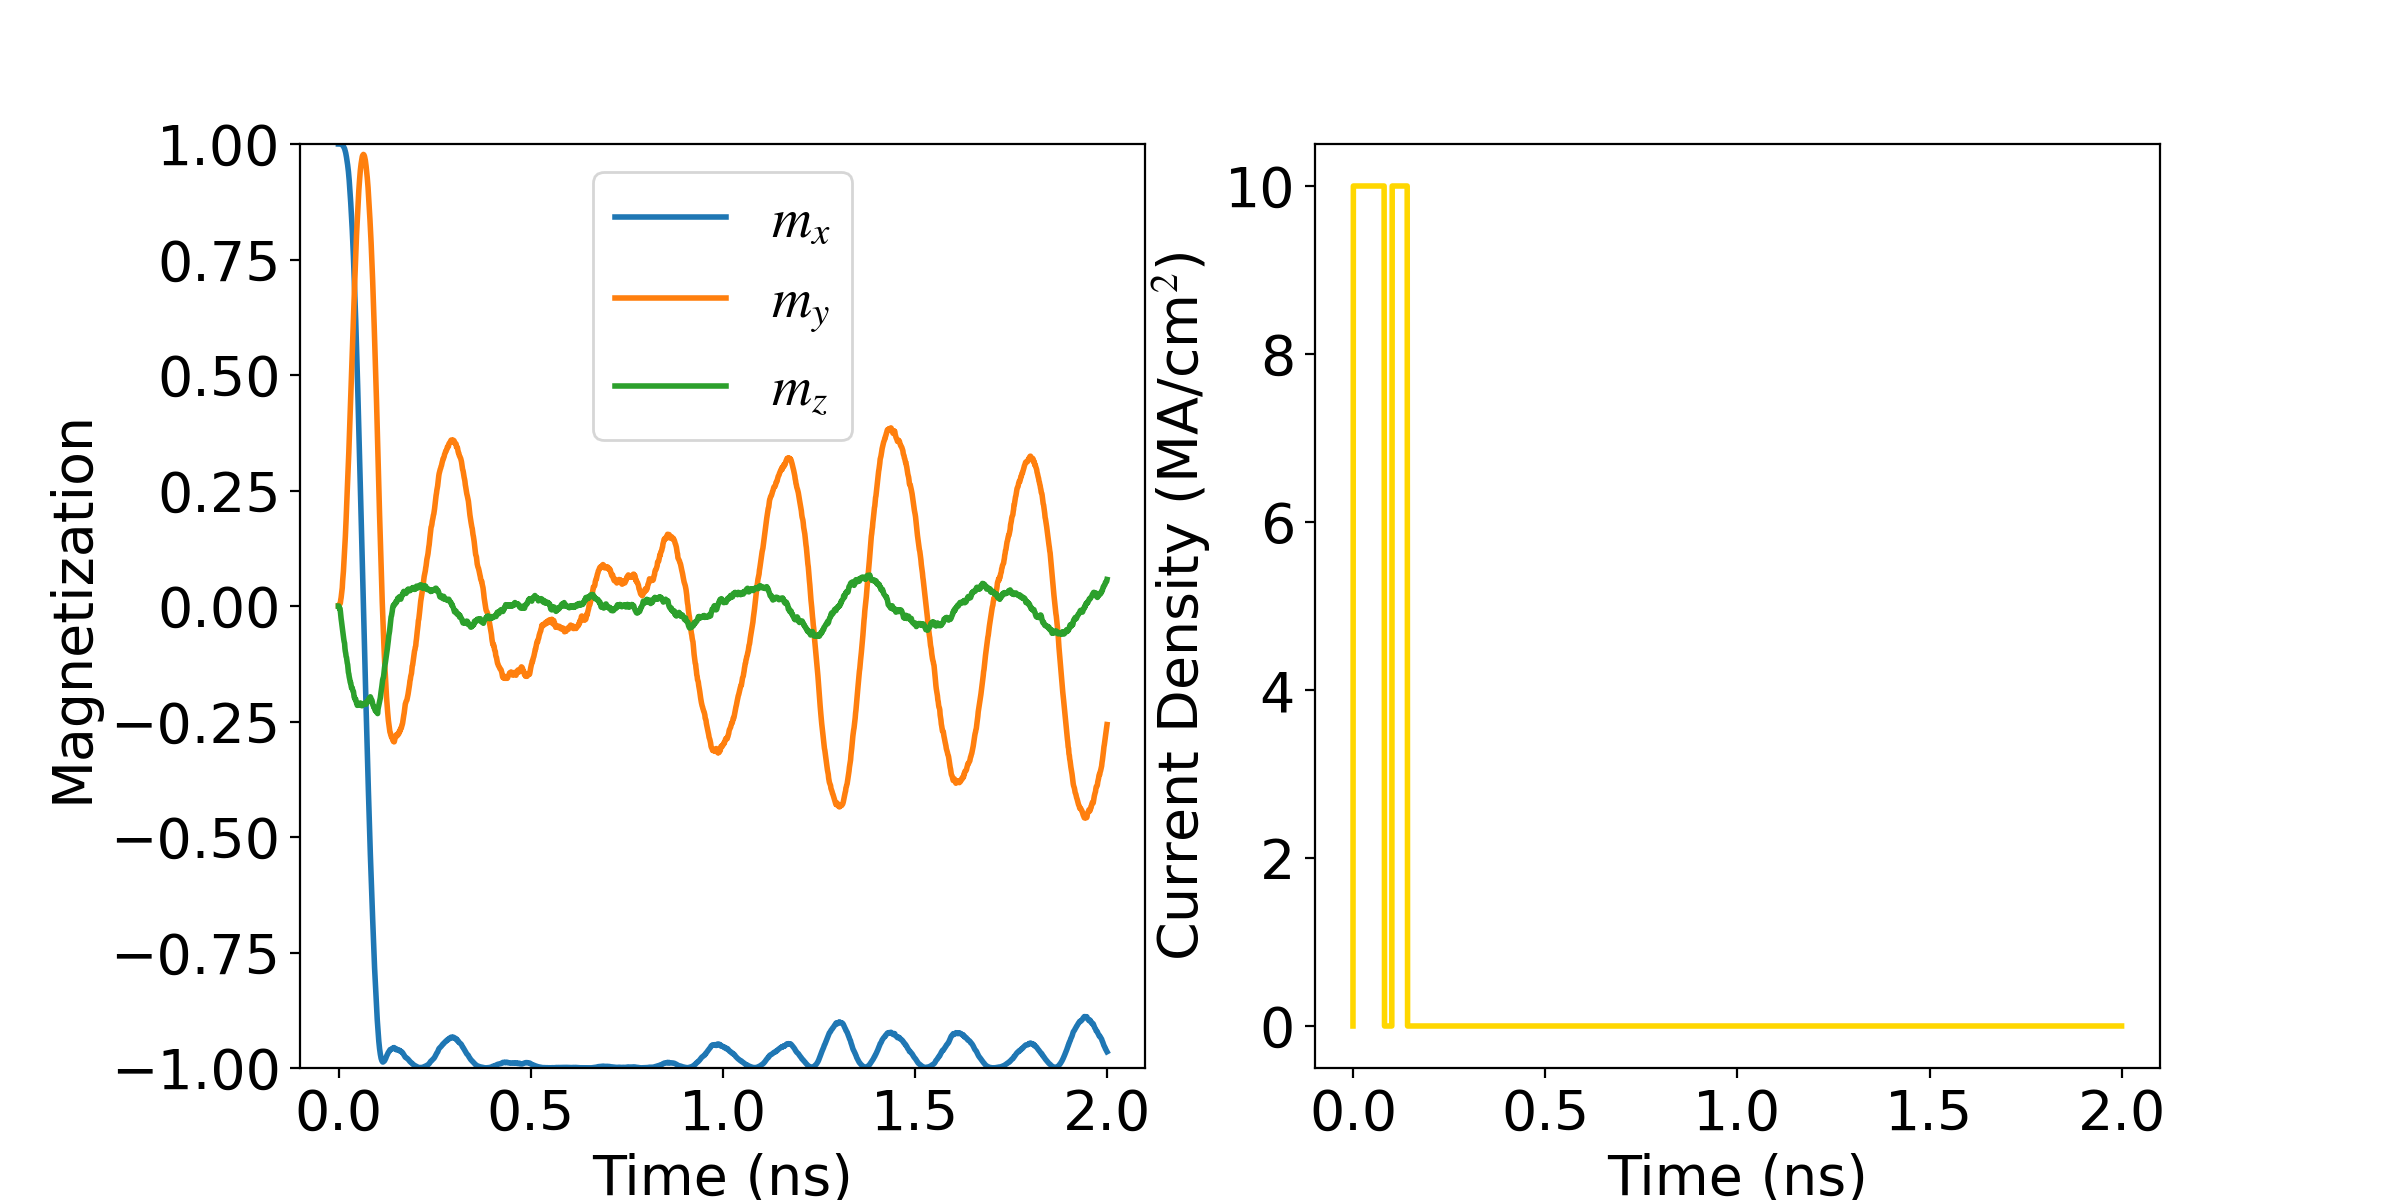 Magnetization
1.00
0.75
0.50
0.25
0.00
−0.25
−0.50
−0.75
−1.00
0.0 0.5 1.0 1.5 2.0
Time (ns)
m_x
m_y
m_z
Current Density (MA/cm²)
10
8
6
4
2
0
0.0 0.5 1.0 1.5 2.0
Time (ns)